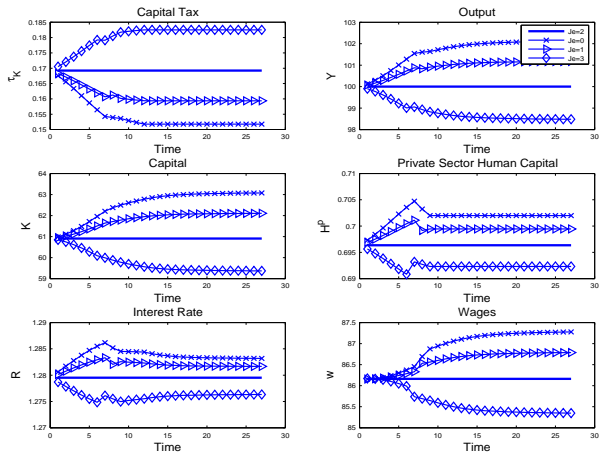 Capital Tax
0.185
0.18
0.175
0.17
0.165
0.16
0.155
0.15
τK
0 5 10 15 20 25 30
Time
Output
103
102
101
100
99
98
Y
Je=2
Je=0
Je=1
Je=3
0 5 10 15 20 25 30
Time
Capital
64
63
62
61
60
59
K
0 5 10 15 20 25 30
Time
Private Sector Human Capital
0.71
0.705
0.7
0.695
0.69
Hp
0 5 10 15 20 25 30
Time
Interest Rate
1.29
1.285
1.28
1.275
1.27
R
0 5 10 15 20 25 30
Time
Wages
87.5
87
86.5
86
85.5
85
w
0 5 10 15 20 25 30
Time